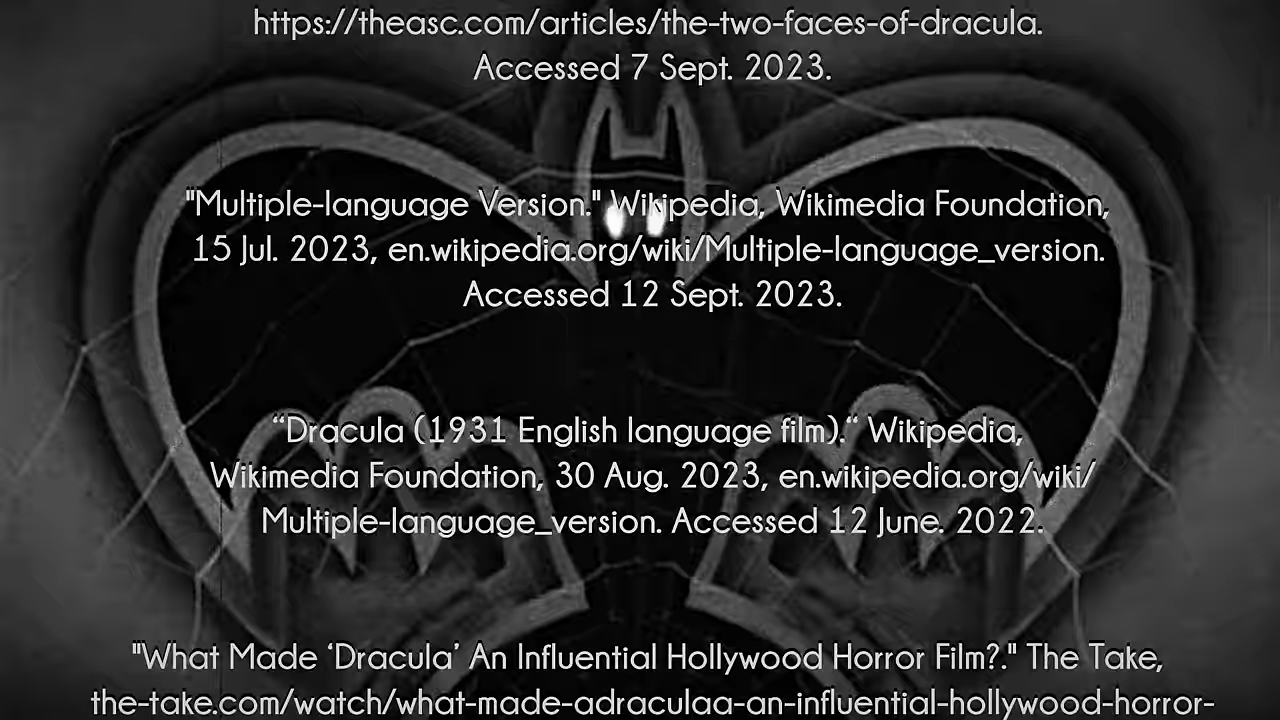 https://theasc.com/articles/the-two-faces-of-dracula.
Accessed 7 Sept. 2023.
"Multiple-language Version." Wikipedia, Wikimedia Foundation,
15 Jul. 2023, en.wikipedia.org/wiki/Multiple-language_version.
Accessed 12 Sept. 2023.
“Dracula (1931 English language film).“ Wikipedia,
Wikimedia Foundation, 30 Aug. 2023, en.wikipedia.org/wiki/
Multiple-language_version. Accessed 12 June. 2022.
"What Made ‘Dracula’ An Influential Hollywood Horror Film?." The Take,
the-take.com/watch/what-made-adraculaa-an-influential-hollywood-horror-